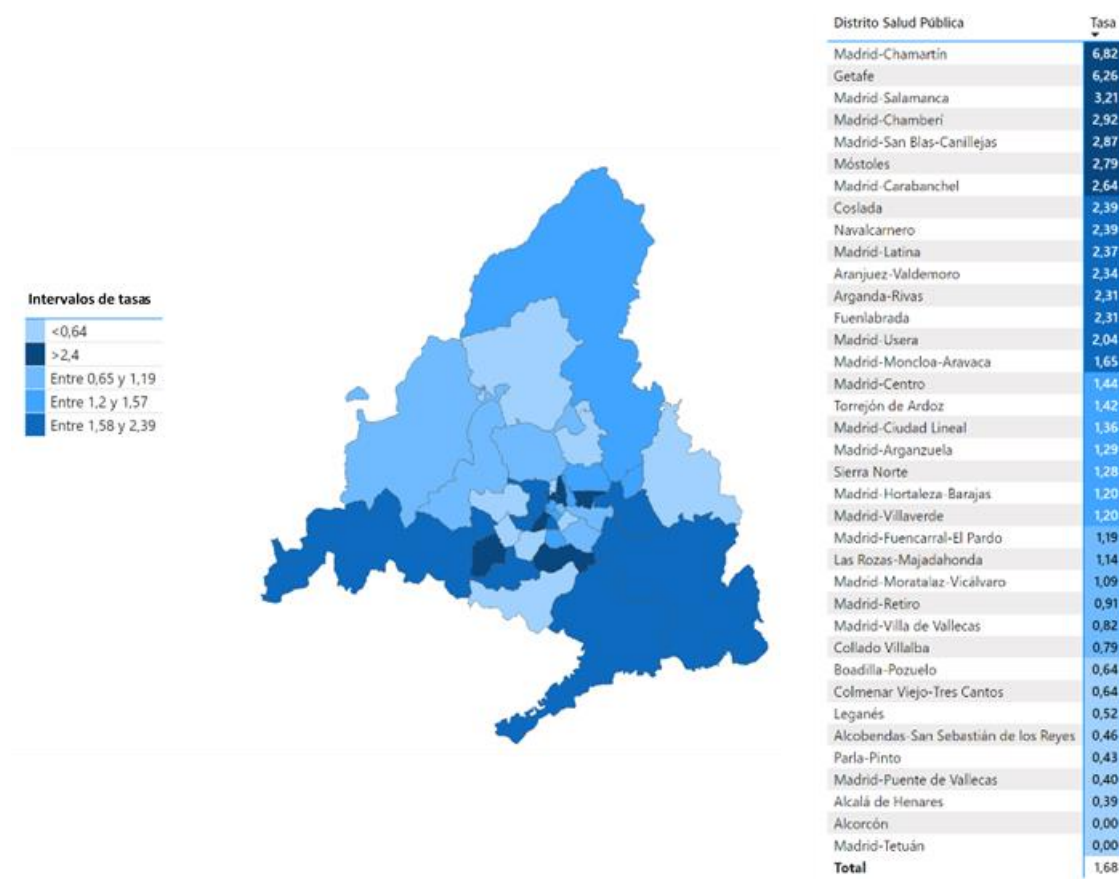 Distrito Salud Pública Tasa
Madrid-Chamartín 6,82
Getafe 6,26
Madrid-Salamanca 3,21
Madrid-Chamberí 2,92
Madrid-San Blas-Canillejas 2,87
Móstoles 2,79
Madrid-Carabanchel 2,64
Coslada 2,39
Navalcarnero 2,39
Madrid-Latina 2,37
Aranjuez-Valdemoro 2,34
Arganda-Rivas 2,31
Fuenlabrada 2,31
Madrid-Usera 2,04
Madrid-Moncloa-Aravaca 1,65
Madrid-Centro 1,44
Torrejón de Ardoz 1,42
Madrid-Ciudad Lineal 1,36
Madrid-Arganzuela 1,29
Sierra Norte 1,28
Madrid-Hortaleza-Barajas 1,20
Madrid-Villaverde 1,20
Madrid-Fuencarral-El Pardo 1,19
Las Rozas-Majadahonda 1,14
Madrid-Moratalaz-Vicálvaro 1,09
Madrid-Retiro 0,91
Madrid-Villa de Vallecas 0,82
Collado Villalba 0,79
Boadilla-Pozuelo 0,64
Colmenar Viejo-Tres Cantos 0,64
Leganés 0,52
Alcobendas-San Sebastián de los Reyes 0,46
Parla-Pinto 0,43
Madrid-Puente de Vallecas 0,40
Alcalá de Henares 0,39
Alcorcón 0,00
Madrid-Tetuán 0,00
Total 1,68
Intervalos de tasas
<0,64
>2,4
Entre 0,65 y 1,19
Entre 1,2 y 1,57
Entre 1,58 y 2,39